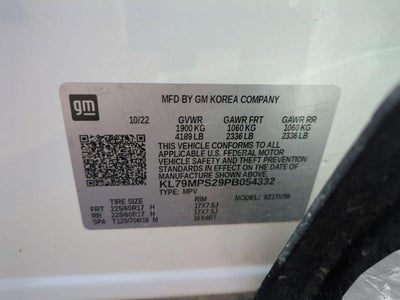 gm
MFD BY GM KOREA COMPANY
10/22 GVWR GAWR FRT GAWR RR
1900 KG 1060 KG 1060 KG
4189 LB 2336 LB 2336 LB
THIS VEHICLE CONFORMS TO ALL
APPLICABLE U.S. FEDERAL MOTOR
VEHICLE SAFETY AND THEFT PREVENTION
STANDARDS IN EFFECT ON THE DATE OF
MANUFACTURE SHOWN ABOVE.
KL79MPS29PB054332
TYPE: MPV MODEL:
TIRE SIZE RIM
FRT 225/60R17 H 17X7.5J
RR 225/60R17 H 17X7.5J
SPA T125/70R16 M 16X4BT